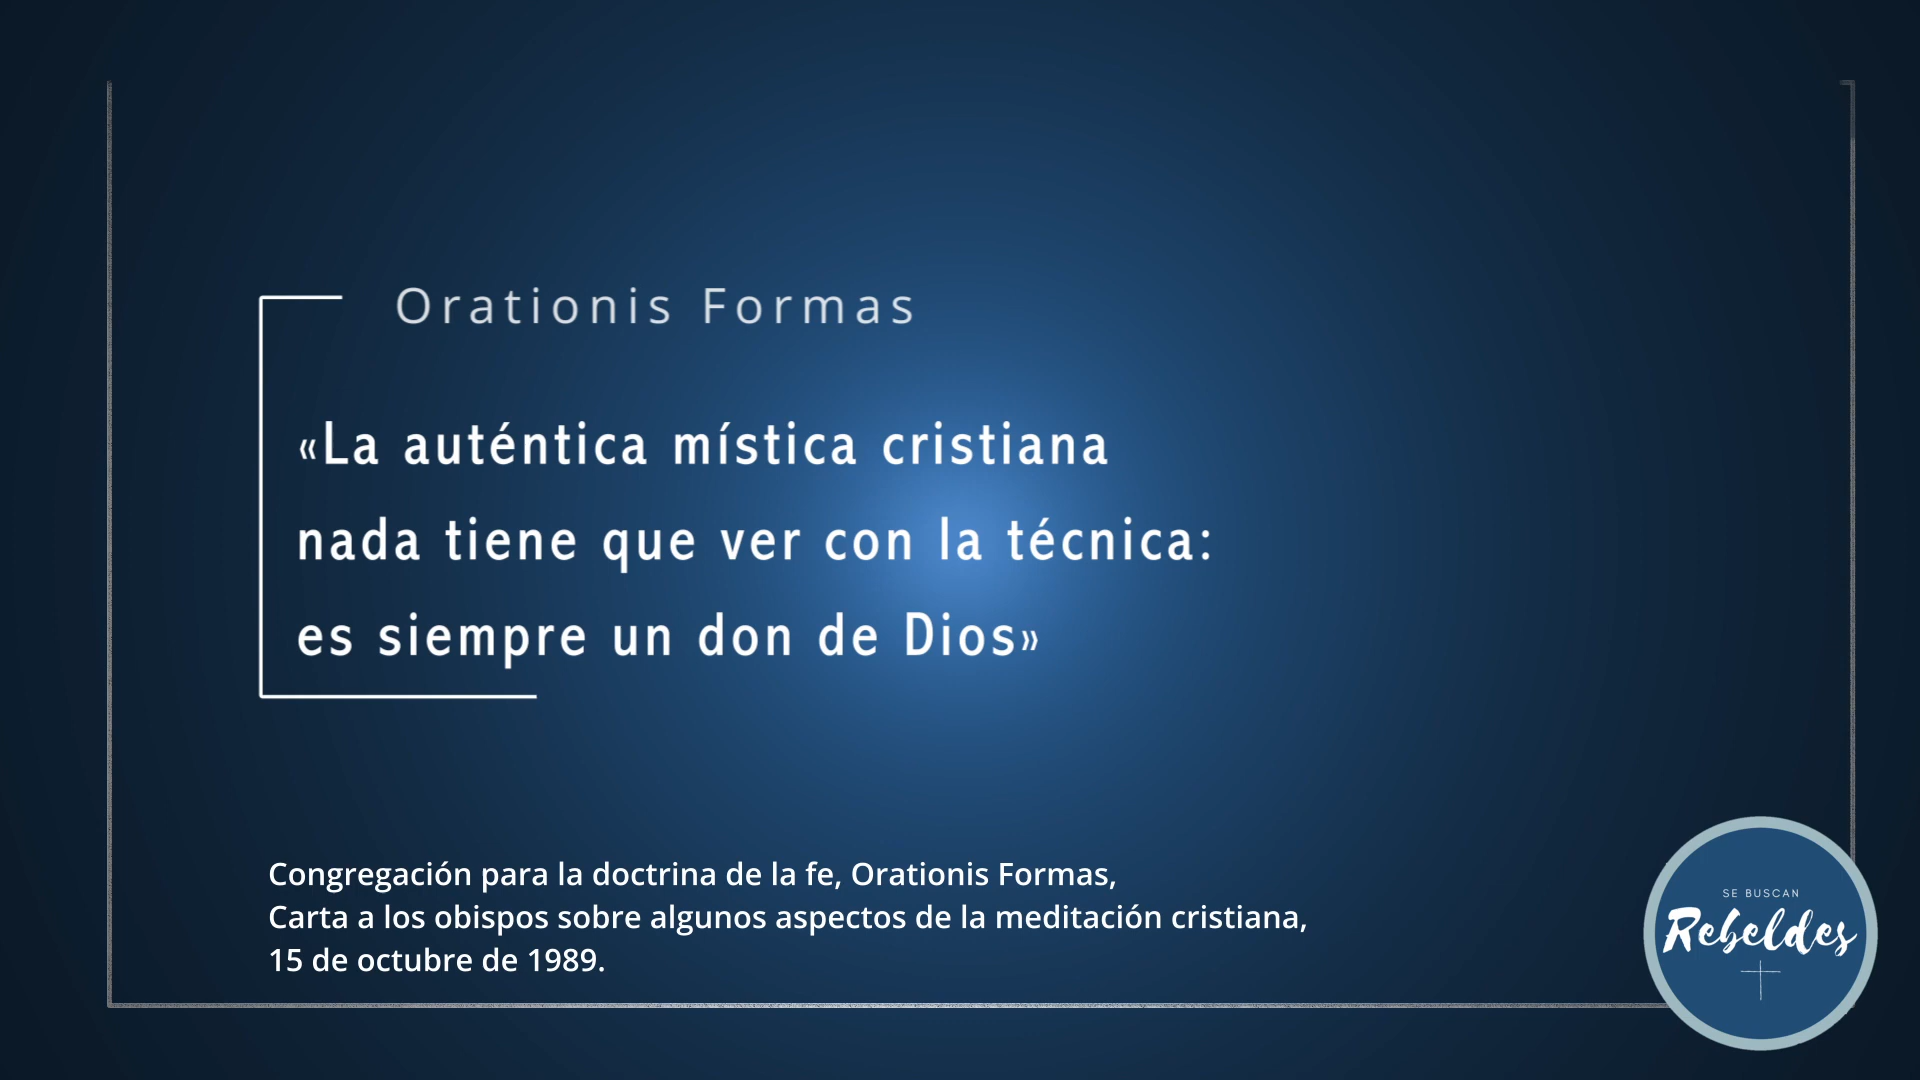 Orationis Formas
«La auténtica mística cristiana
nada tiene que ver con la técnica:
es siempre un don de Dios»
Congregación para la doctrina de la fe, Orationis Formas,
Carta a los obispos sobre algunos aspectos de la meditación cristiana,
15 de octubre de 1989.
SE BUSCAN
Rebeldes